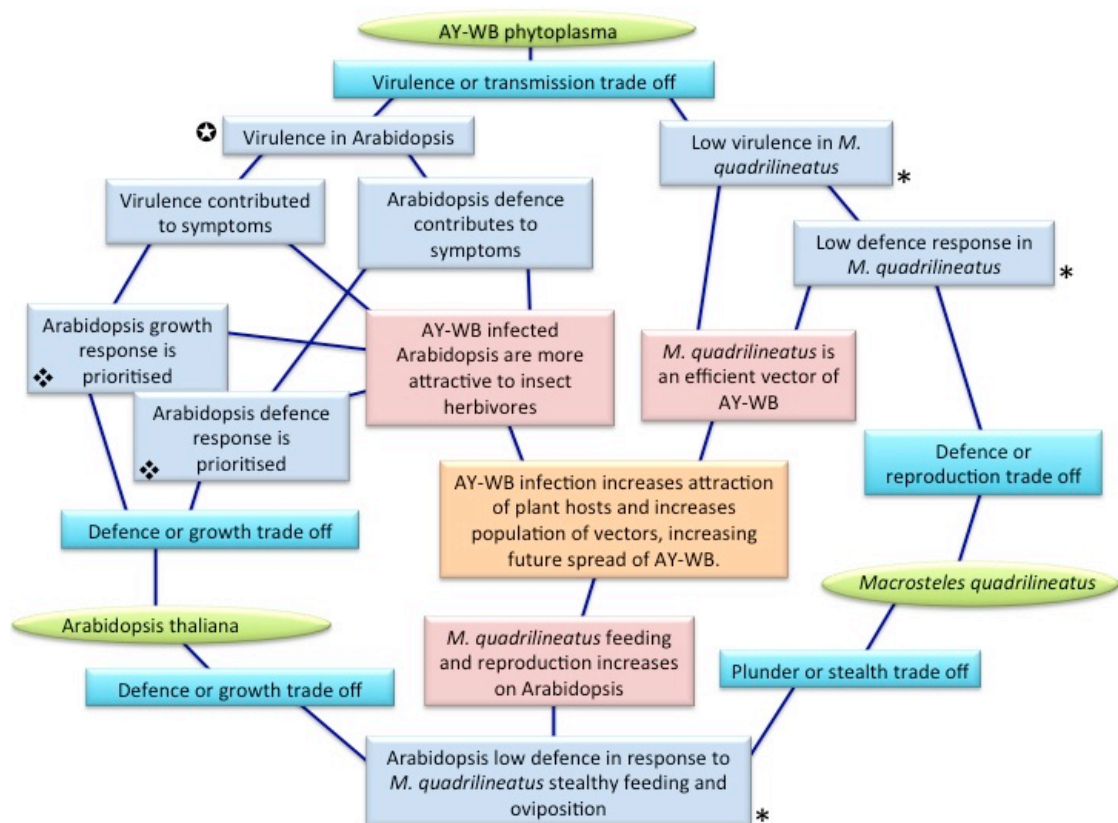 AY-WB phytoplasma
Virulence or transmission trade off
✪
Virulence in Arabidopsis
Low virulence in M.
quadrilineatus
*
Virulence contributed
to symptoms
Arabidopsis defence
contributes to
symptoms
Low defence response in
M. quadrilineatus
*
Arabidopsis growth
response is
prioritised
❖
AY-WB infected
Arabidopsis are more
attractive to insect
herbivores
M. quadrilineatus is
an efficient vector of
AY-WB
Arabidopsis defence
response is
prioritised
❖
Defence or
reproduction trade off
AY-WB infection increases attraction
of plant hosts and increases
population of vectors, increasing
future spread of AY-WB.
Defence or growth trade off
Macrosteles quadrilineatus
Arabidopsis thaliana
M. quadrilineatus feeding
and reproduction increases
on Arabidopsis
Plunder or stealth trade off
Defence or growth trade off
Arabidopsis low defence in response to
M. quadrilineatus stealthy feeding and
oviposition
*